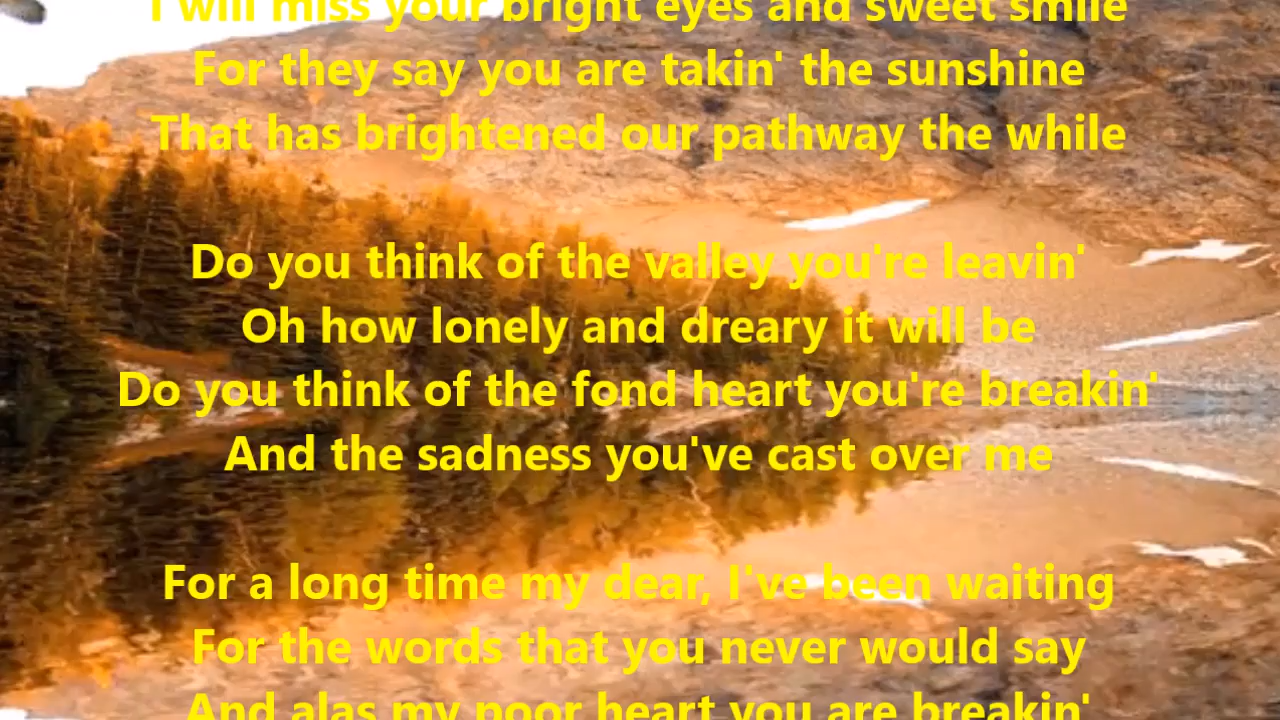 I will miss your bright eyes and sweet smile
For they say you are takin' the sunshine
That has brightened our pathway the while
Do you think of the valley you're leavin'
Oh how lonely and dreary it will be
Do you think of the fond heart you're breakin'
And the sadness you've cast over me
For a long time my dear, I've been waiting
For the words that you never would say
And alas my poor heart you are breakin'